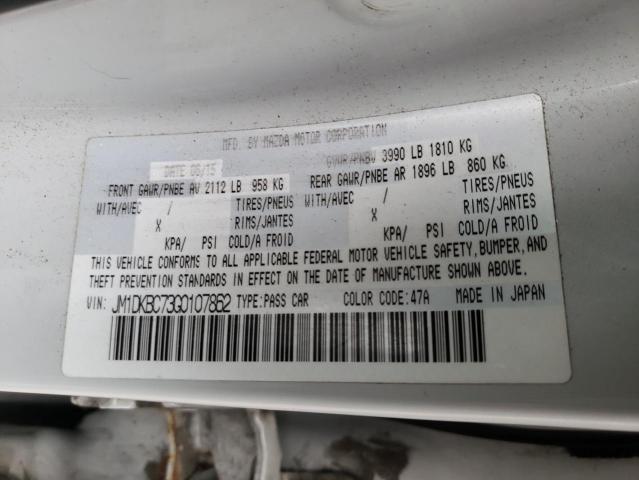 MFD. BY MAZDA MOTOR CORPORATION
DATE 08/15 GVWR/PNBV 3990 LB 1810 KG
FRONT GAWR/PNBE AV 2112 LB 958 KG REAR GAWR/PNBE AR 1896 LB 860 KG
WITH/AVEC / TIRES/PNEUS WITH/AVEC / TIRES/PNEUS
X RIMS/JANTES X RIMS/JANTES
KPA/ PSI COLD/A FROID KPA/ PSI COLD/A FROID
THIS VEHICLE CONFORMS TO ALL APPLICABLE FEDERAL MOTOR VEHICLE SAFETY, BUMPER, AND
THEFT PREVENTION STANDARDS IN EFFECT ON THE DATE OF MANUFACTURE SHOWN ABOVE.
VIN: JM1DKBC73G0107862 TYPE:PASS CAR COLOR CODE:47A MADE IN JAPAN